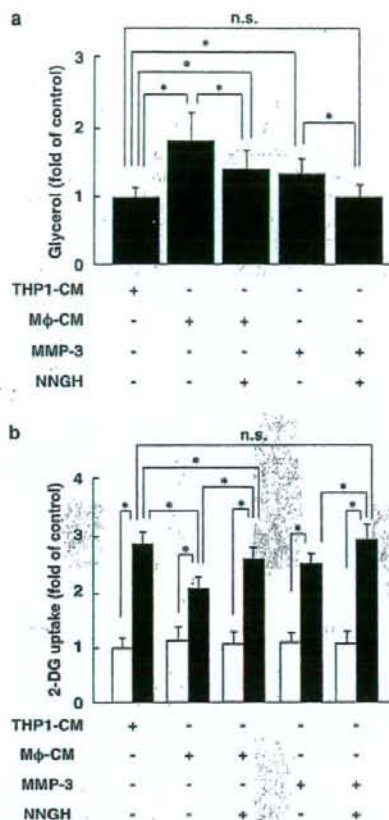 a
n.s.
*
*
* *
*
Glycerol (fold of control)
3
2
1
0
THP1-CM + - - - -
Mϕ-CM - + + - -
MMP-3 - - - + +
NNGH - - + - +
b
n.s.
*
*
* * * * *
* *
2-DG uptake (fold of control)
4
3
2
1
0
THP1-CM + - - - -
Mϕ-CM - + + - -
MMP-3 - - - + +
NNGH - - + - +